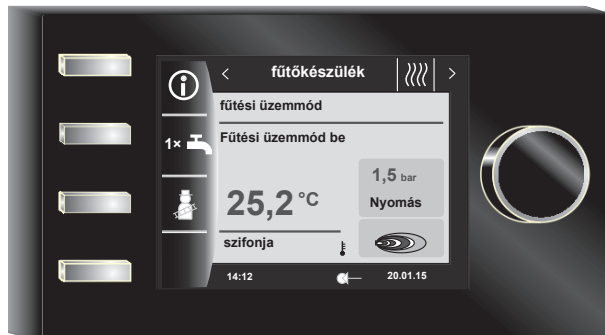 fűtőkészülék
fűtési üzemmód
1×
Fűtési üzemmód be
1,5 bar
25,2 °C
Nyomás
szifonja
14:12
20.01.15